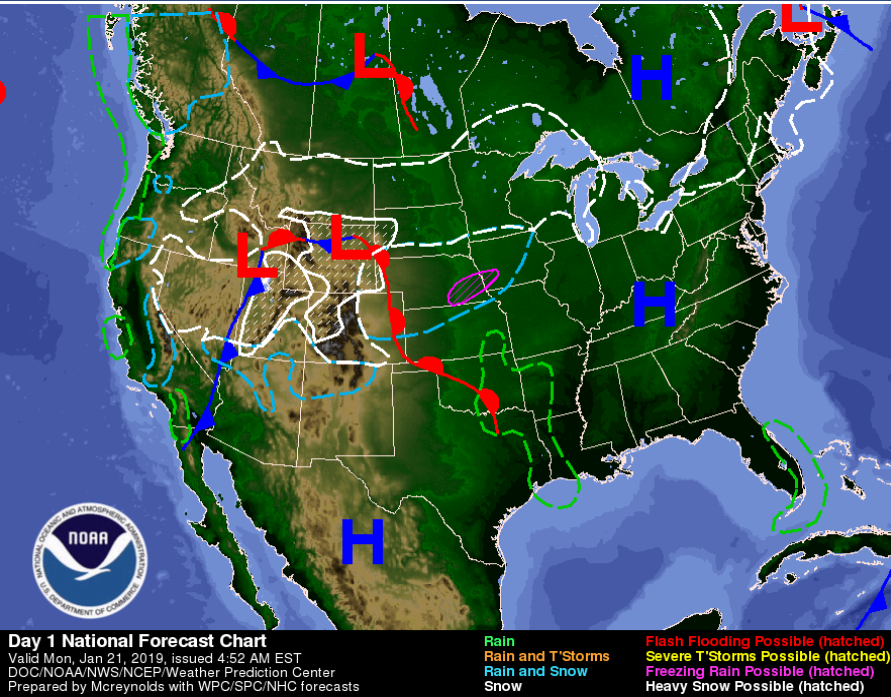 L
L
H
L
L
H
H
NATIONAL OCEANIC AND ATMOSPHERIC ADMINISTRATION
NOAA
U.S. DEPARTMENT OF COMMERCE
Day 1 National Forecast Chart
Valid Mon, Jan 21, 2019, issued 4:52 AM EST
DOC/NOAA/NWS/NCEP/Weather Prediction Center
Prepared by Mcreynolds with WPC/SPC/NHC forecasts
Rain
Rain and T'Storms
Rain and Snow
Snow
Flash Flooding Possible (hatched)
Severe T'Storms Possible (hatched)
Freezing Rain Possible (hatched)
Heavy Snow Possible (hatched)